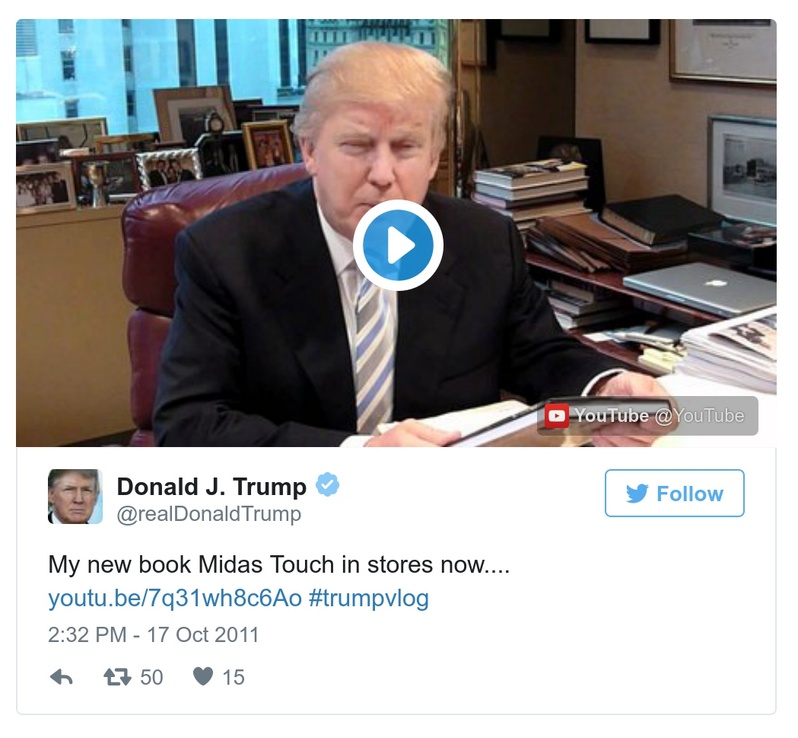 YouTube @YouTube
Donald J. Trump
Follow
@realDonaldTrump
My new book Midas Touch in stores now....
youtu.be/7q31wh8c6Ao #trumpvlog
2:32 PM - 17 Oct 2011
50 15